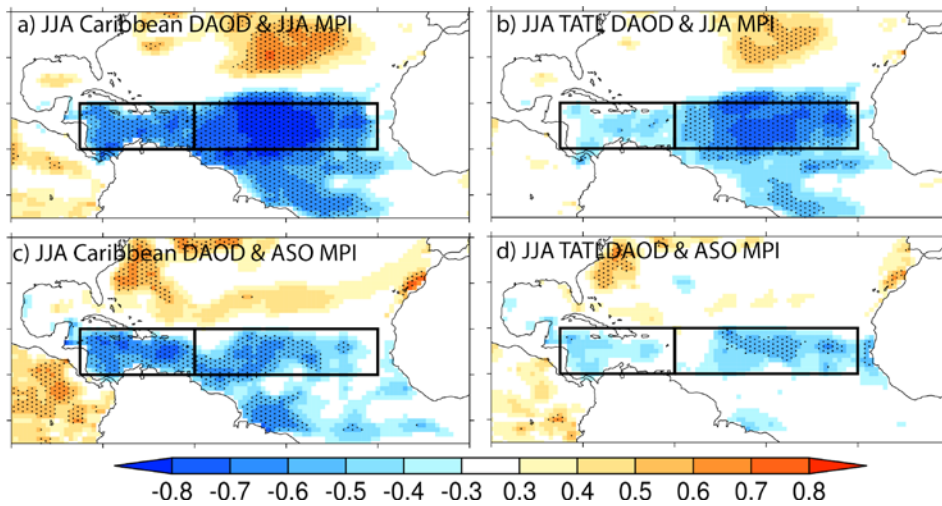 a) JJA Caribbean DAOD & JJA MPI
b) JJA TATE DAOD & JJA MPI
c) JJA Caribbean DAOD & ASO MPI
d) JJA TATE DAOD & ASO MPI
-0.8 -0.7 -0.6 -0.5 -0.4 -0.3 0.3 0.4 0.5 0.6 0.7 0.8